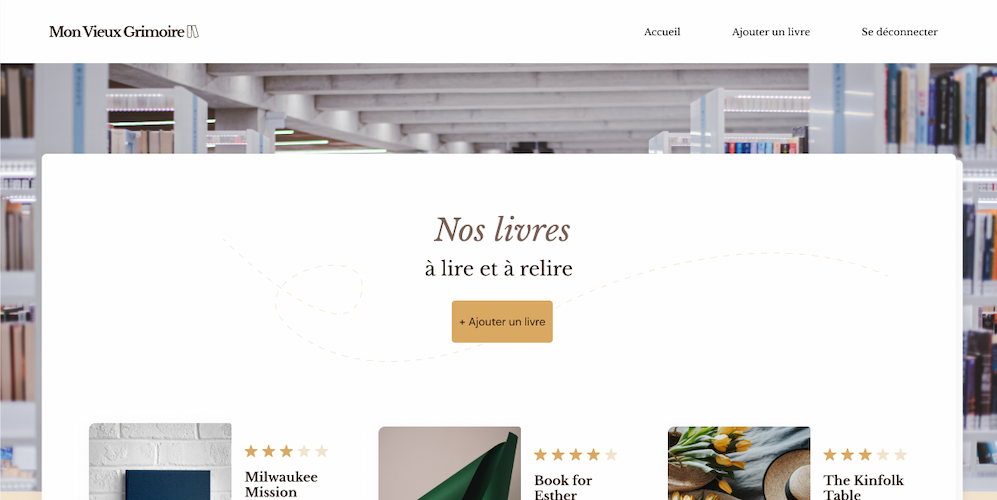 Mon Vieux Grimoire
Accueil
Ajouter un livre
Se déconnecter
Nos livres
à lire et à relire
+ Ajouter un livre
Milwaukee
Mission
Book for
Esther
The Kinfolk
Table